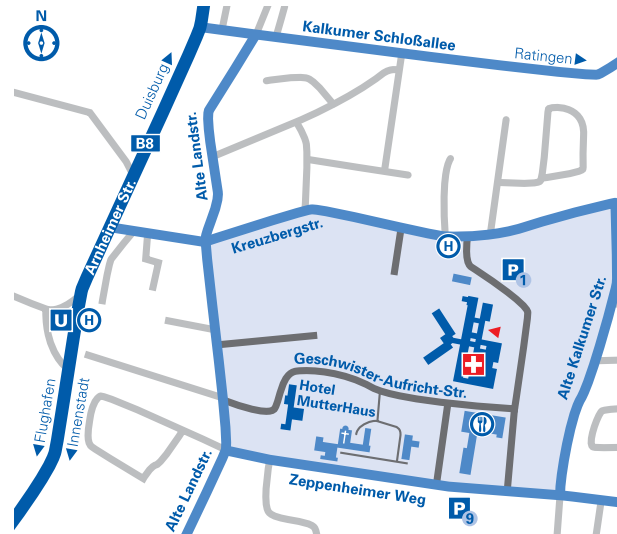 N
Kalkumer Schloßallee
Ratingen
Duisburg
B8
Alte Landstr.
Arnheimer Str.
Kreuzbergstr.
H
P
1
U
H
Alte Kalkumer Str.
Geschwister-Aufricht-Str.
Hotel
MutterHaus
Flughafen
Innenstadt
Alte Landstr.
Zeppenheimer Weg
P
9